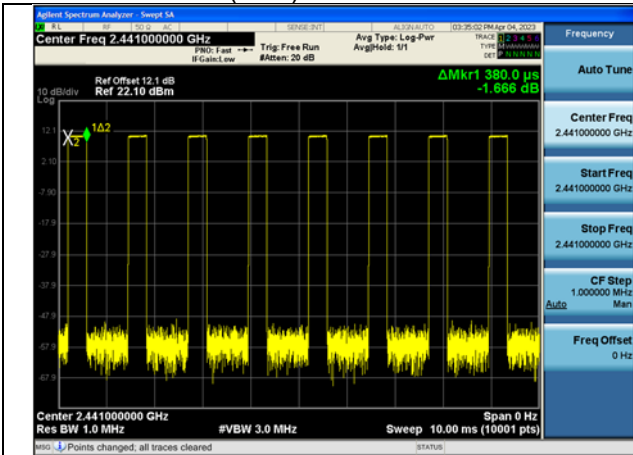 Agilent Spectrum Analyzer - Swept SA
RL RF 50 Ω AC SENSE:INT ALIGN AUTO 03:35:02 PM Apr 04, 2023
Center Freq 2.441000000 GHz
PNO: Fast
IFGain:Low
Trig: Free Run
#Atten: 20 dB
Avg Type: Log-Pwr
Avg|Hold: 1/1
TRACE 1 2 3 4 5 6
TYPE
DET P N N N N N
ΔMkr1 380.0 µs
-1.666 dB
Ref Offset 12.1 dB
10 dB/div Ref 22.10 dBm
Log
12.1
2.10
-7.90
-17.9
-27.9
-37.9
-47.9
-57.9
-67.9
X2
1Δ2
Center 2.441000000 GHz Span 0 Hz
Res BW 1.0 MHz #VBW 3.0 MHz Sweep 10.00 ms (10001 pts)
MSG Points changed; all traces cleared STATUS
Frequency
Auto Tune
Center Freq
2.441000000 GHz
Start Freq
2.441000000 GHz
Stop Freq
2.441000000 GHz
CF Step
1.000000 MHz
Auto Man
Freq Offset
0 Hz